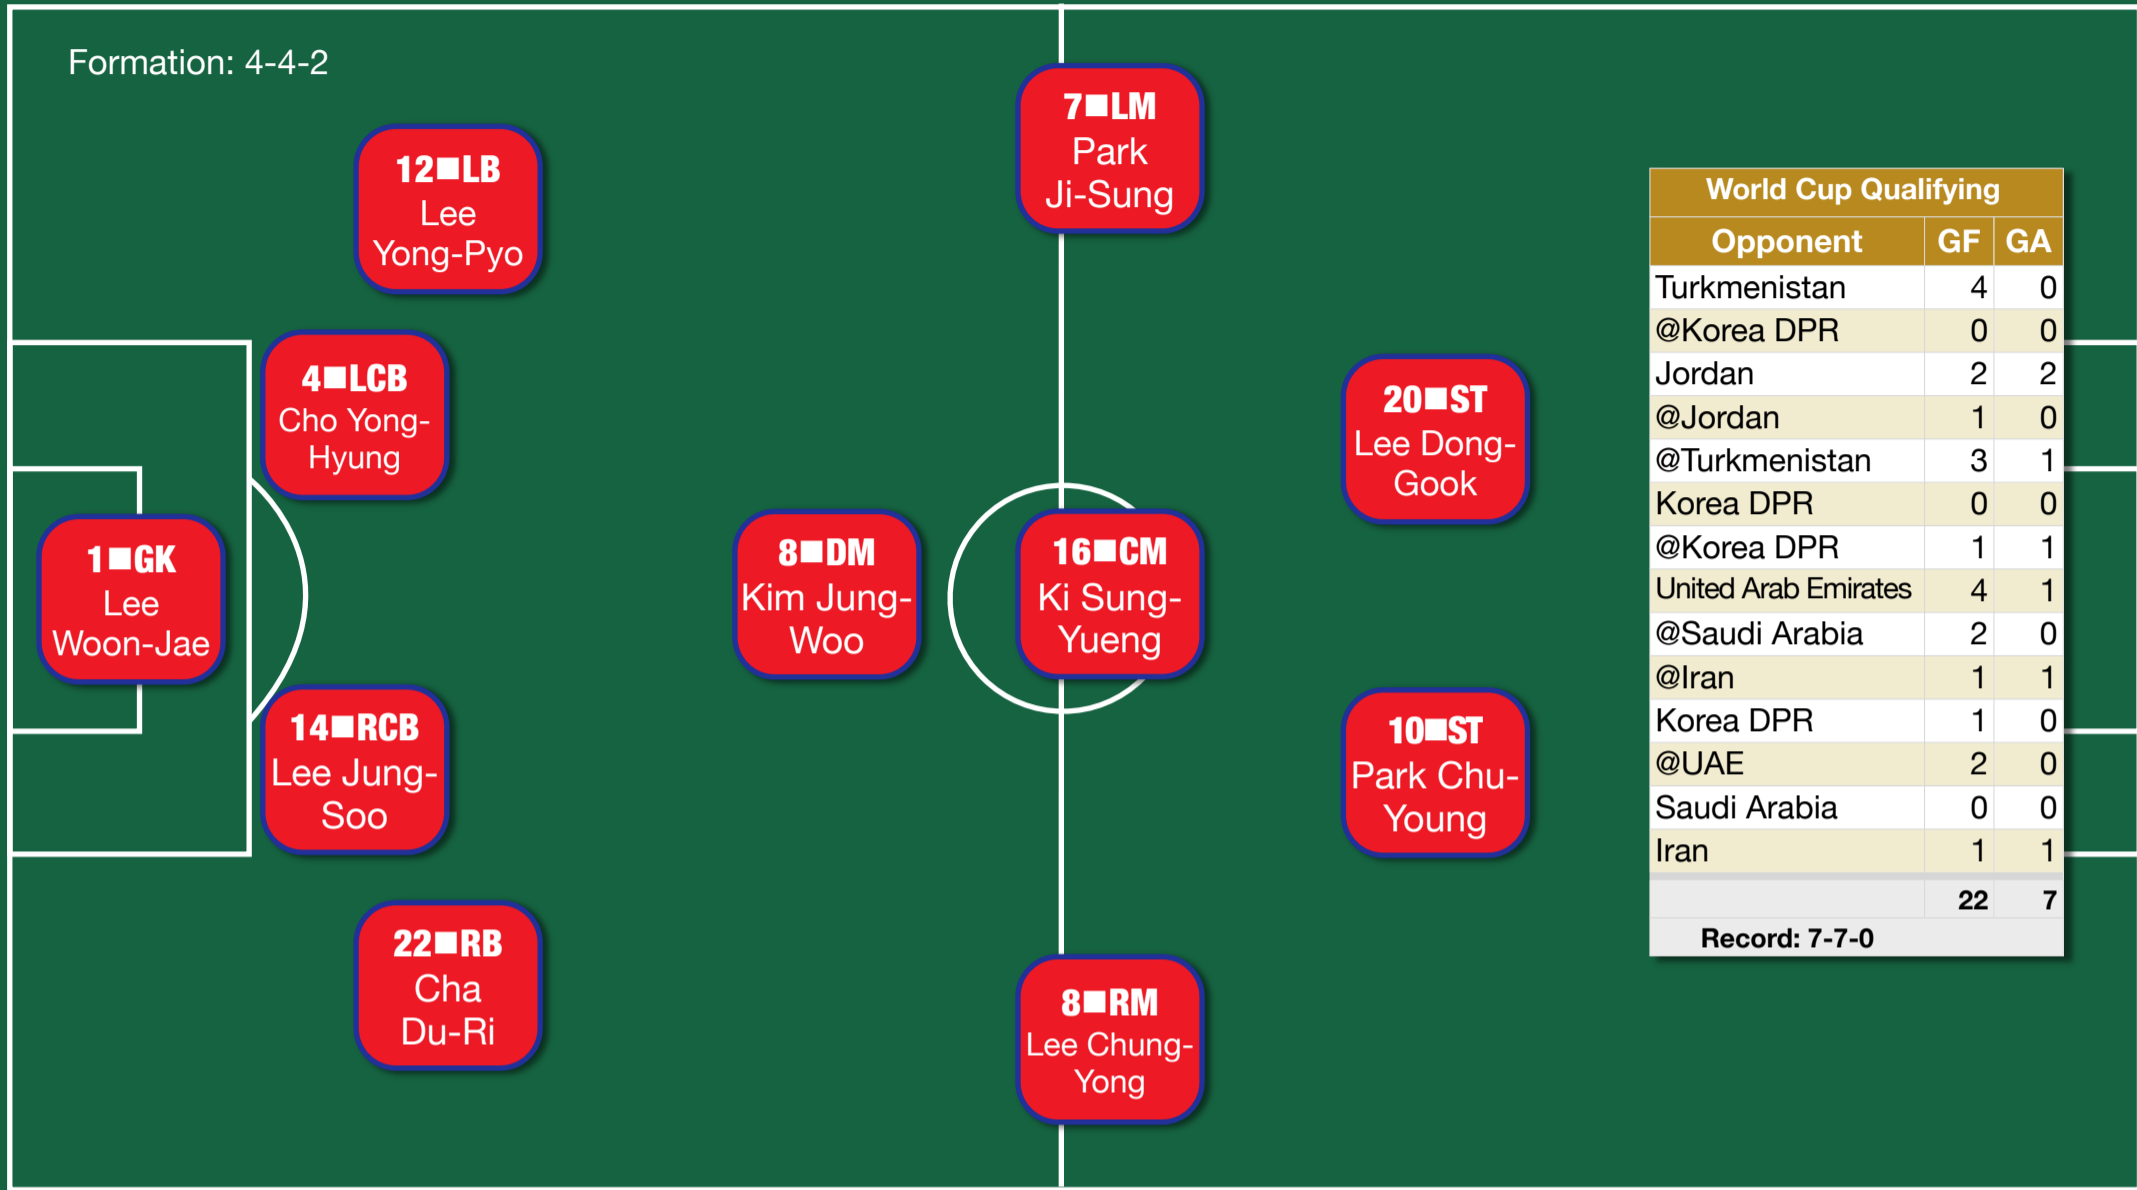 Formation: 4-4-2
12■LB
Lee
Yong-Pyo
4■LCB
Cho Yong-
Hyung
1■GK
Lee
Woon-Jae
14■RCB
Lee Jung-
Soo
22■RB
Cha
Du-Ri
8■DM
Kim Jung-
Woo
7■LM
Park
Ji-Sung
16■CM
Ki Sung-
Yueng
8■RM
Lee Chung-
Yong
20■ST
Lee Dong-
Gook
10■ST
Park Chu-
Young
World Cup Qualifying
Opponent GF GA
Turkmenistan 4 0
@Korea DPR 0 0
Jordan 2 2
@Jordan 1 0
@Turkmenistan 3 1
Korea DPR 0 0
@Korea DPR 1 1
United Arab Emirates 4 1
@Saudi Arabia 2 0
@Iran 1 1
Korea DPR 1 0
@UAE 2 0
Saudi Arabia 0 0
Iran 1 1
22 7
Record: 7-7-0